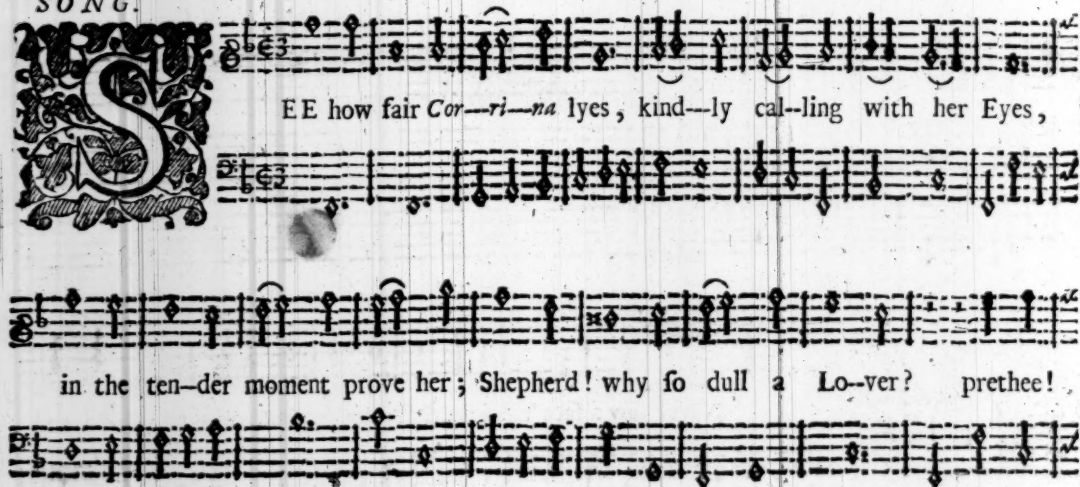 SONG.
SEE how fair Cor—ri—na lyes, kind—ly cal--ling with her Eyes,
in the ten—der moment prove her; Shepherd! why ſo dull a Lo--ver? prethee!